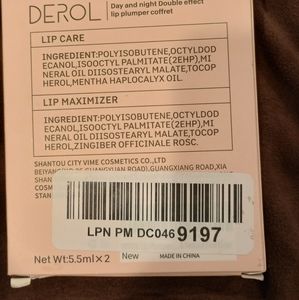 DEROL
Day and night Double effect
lip plumper coffret
LIP CARE
INGREDIENT:POLYISOBUTENE,OCTYLDOD
ECANOL,ISOOCTYL PALMITATE(2EHP),MI
NERAL OIL DIISOSTEARYL MALATE,TOCOP
HEROL,MENTHA HAPLOCALYX OIL.
LIP MAXIMIZER
INGREDIENT:POLYISOBUTENE,OCTYLDOD
ECANOL,ISOOCTYL PALMITATE(2EHP),MI
NERAL OIL DIISOSTEARYL MALATE,TOCOP
HEROL,ZINGIBER OFFICINALE ROSC.
SHANTOU CITY VIME COSMETICS CO.,LTD
GUANGXIANG ROAD,XIA
COSM
STAN
LPN PM DC046 9197
New
Net Wt:5.5ml×2
MADE IN CHINA